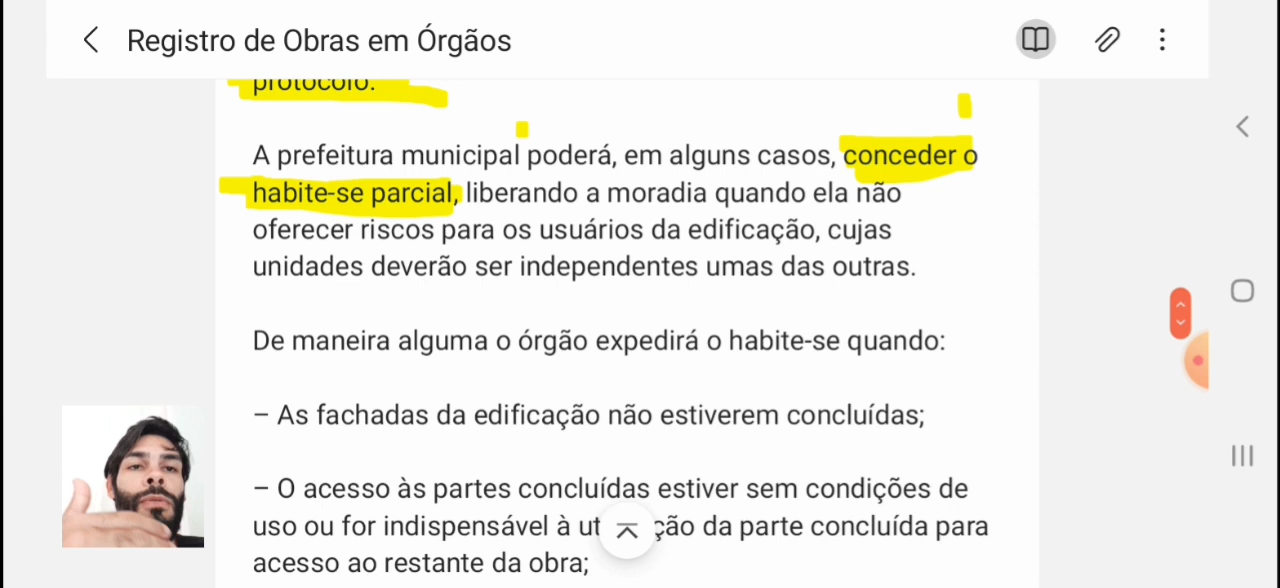 Registro de Obras em Órgãos
protocolo.
A prefeitura municipal poderá, em alguns casos, conceder o
habite-se parcial, liberando a moradia quando ela não
oferecer riscos para os usuários da edificação, cujas
unidades deverão ser independentes umas das outras.
De maneira alguma o órgão expedirá o habite-se quando:
– As fachadas da edificação não estiverem concluídas;
– O acesso às partes concluídas estiver sem condições de
uso ou for indispensável à ut ção da parte concluída para
acesso ao restante da obra;